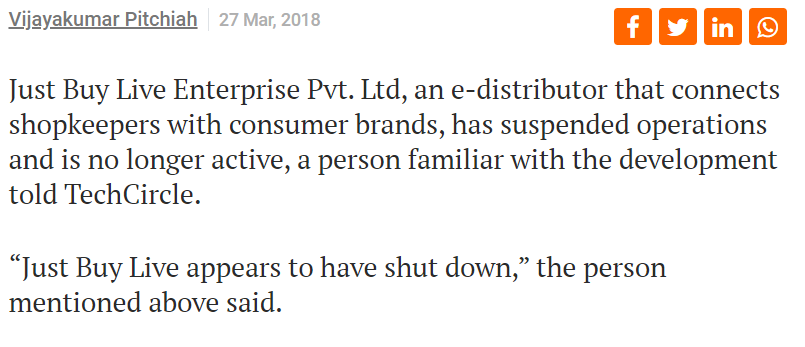 Vijayakumar Pitchiah 27 Mar, 2018
Just Buy Live Enterprise Pvt. Ltd, an e-distributor that connects
shopkeepers with consumer brands, has suspended operations
and is no longer active, a person familiar with the development
told TechCircle.
“Just Buy Live appears to have shut down,” the person
mentioned above said.